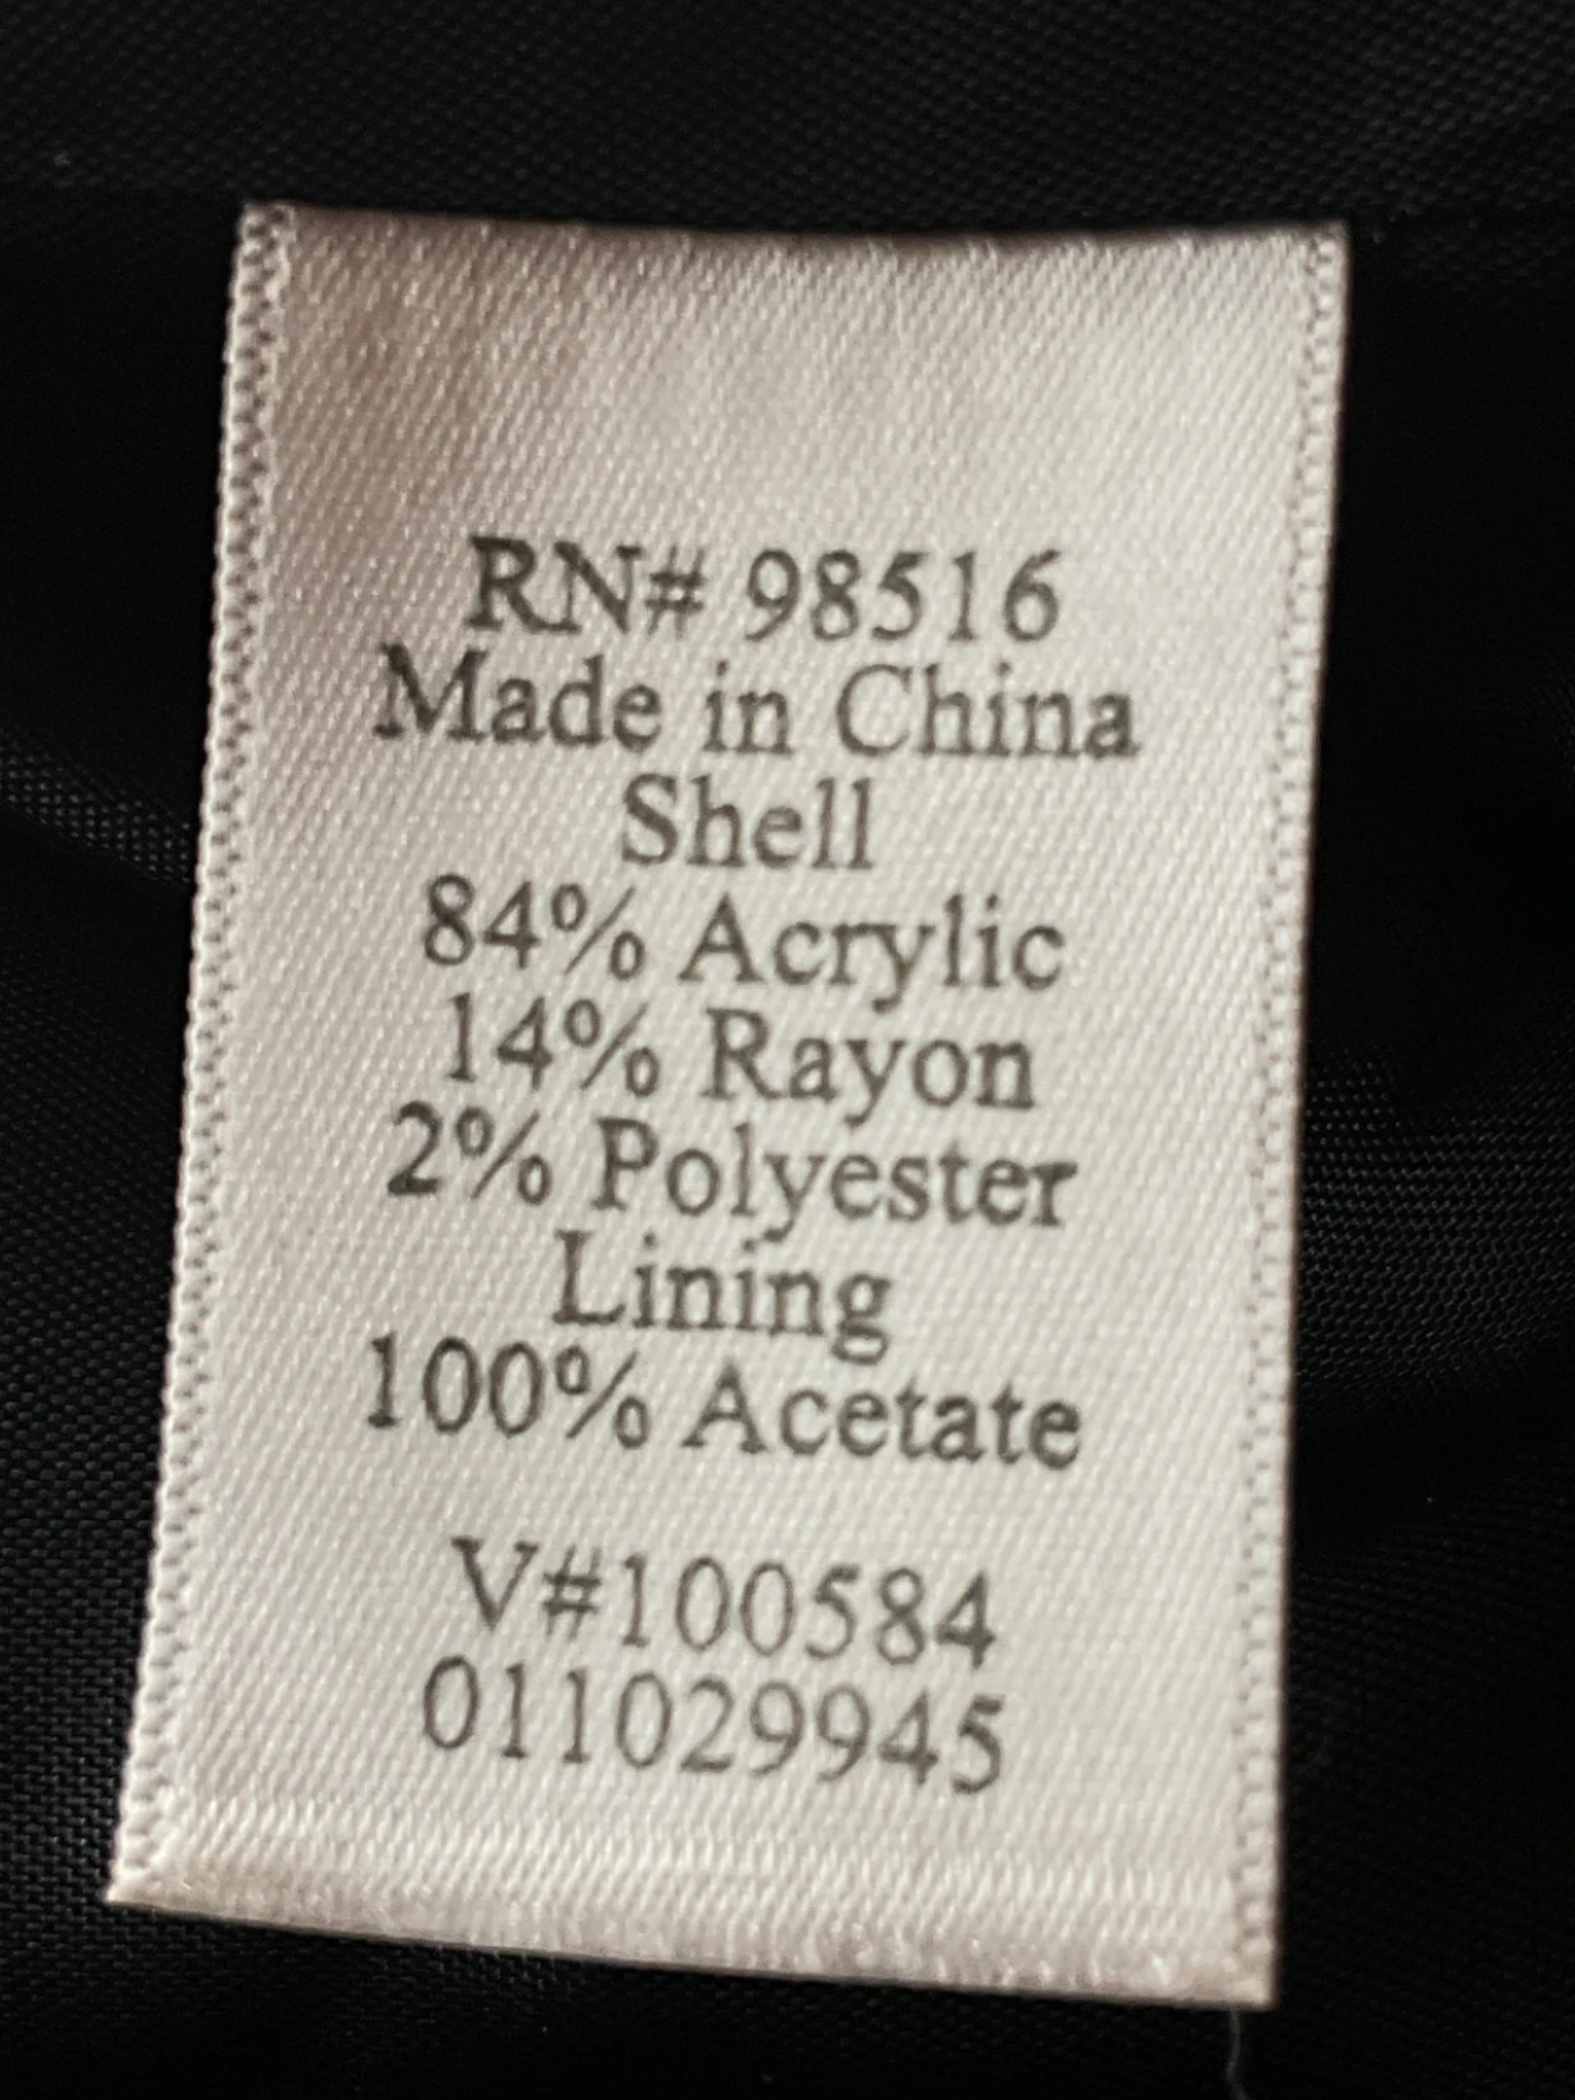 RN# 98516
Made in China
Shell
84% Acrylic
14% Rayon
2% Polyester
Lining
100% Acetate
V#100584
011029945